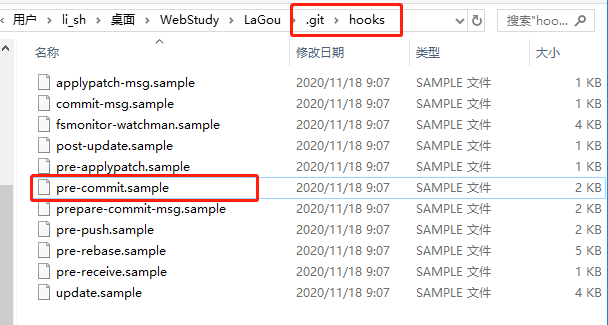 用户 › li_sh › 桌面 › WebStudy › LaGou › .git › hooks 搜索"hoo...
名称 修改日期 类型 大小
applypatch-msg.sample 2020/11/18 9:07 SAMPLE 文件 1 KB
commit-msg.sample 2020/11/18 9:07 SAMPLE 文件 1 KB
fsmonitor-watchman.sample 2020/11/18 9:07 SAMPLE 文件 4 KB
post-update.sample 2020/11/18 9:07 SAMPLE 文件 1 KB
pre-applypatch.sample 2020/11/18 9:07 SAMPLE 文件 1 KB
pre-commit.sample 2020/11/18 9:07 SAMPLE 文件 2 KB
prepare-commit-msg.sample 2020/11/18 9:07 SAMPLE 文件 2 KB
pre-push.sample 2020/11/18 9:07 SAMPLE 文件 2 KB
pre-rebase.sample 2020/11/18 9:07 SAMPLE 文件 5 KB
pre-receive.sample 2020/11/18 9:07 SAMPLE 文件 1 KB
update.sample 2020/11/18 9:07 SAMPLE 文件 4 KB